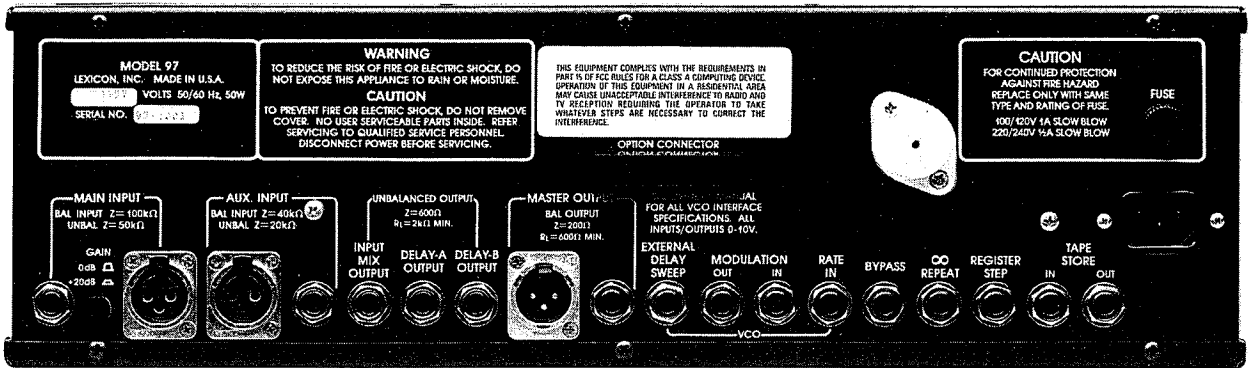 MODEL 97
LEXICON, INC. MADE IN U.S.A.
VOLTS 50/60 Hz, 50W
SERIAL NO.
WARNING
TO REDUCE THE RISK OF FIRE OR ELECTRIC SHOCK, DO
NOT EXPOSE THIS APPLIANCE TO RAIN OR MOISTURE.
CAUTION
TO PREVENT FIRE OR ELECTRIC SHOCK, DO NOT REMOVE
COVER. NO USER SERVICEABLE PARTS INSIDE. REFER
SERVICING TO QUALIFIED SERVICE PERSONNEL.
DISCONNECT POWER BEFORE SERVICING.
THIS EQUIPMENT COMPLIES WITH THE REQUIREMENTS IN
PART 15 OF FCC RULES FOR A CLASS A COMPUTING DEVICE.
OPERATION OF THIS EQUIPMENT IN A RESIDENTIAL AREA
MAY CAUSE UNACCEPTABLE INTERFERENCE TO RADIO AND
TV RECEPTION REQUIRING THE OPERATOR TO TAKE
WHATEVER STEPS ARE NECESSARY TO CORRECT THE
INTERFERENCE.
OPTION CONNECTOR
CAUTION
FOR CONTINUED PROTECTION
AGAINST FIRE HAZARD
REPLACE ONLY WITH SAME
TYPE AND RATING OF FUSE.
100/120V 1A SLOW BLOW
220/240V ½A SLOW BLOW
FUSE
MAIN INPUT
BAL INPUT Z=100kΩ
UNBAL Z=50kΩ
GAIN
0dB
+20dB
AUX. INPUT
BAL INPUT Z=40kΩ
UNBAL Z=20kΩ
UNBALANCED OUTPUT
Z=600Ω
RL=2kΩ MIN.
INPUT
MIX
OUTPUT
DELAY-A
OUTPUT
DELAY-B
OUTPUT
MASTER OUTPUT
BAL OUTPUT
Z=200Ω
RL=600Ω MIN.
FOR ALL VCO INTERFACE
SPECIFICATIONS. ALL
INPUTS/OUTPUTS 0-10V.
EXTERNAL
DELAY
SWEEP
MODULATION
OUT IN
RATE
IN
VCO
BYPASS
∞
REPEAT
REGISTER
STEP
TAPE
STORE
IN OUT